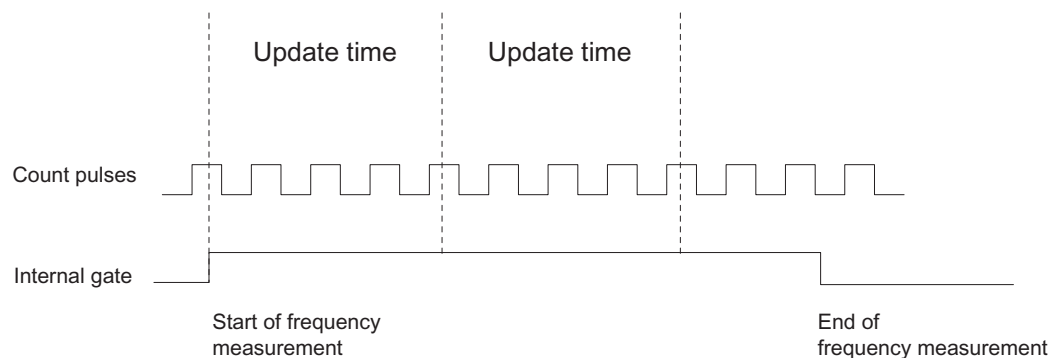 Update time
Update time
Count pulses
Internal gate
Start of frequency
measurement
End of
frequency measurement